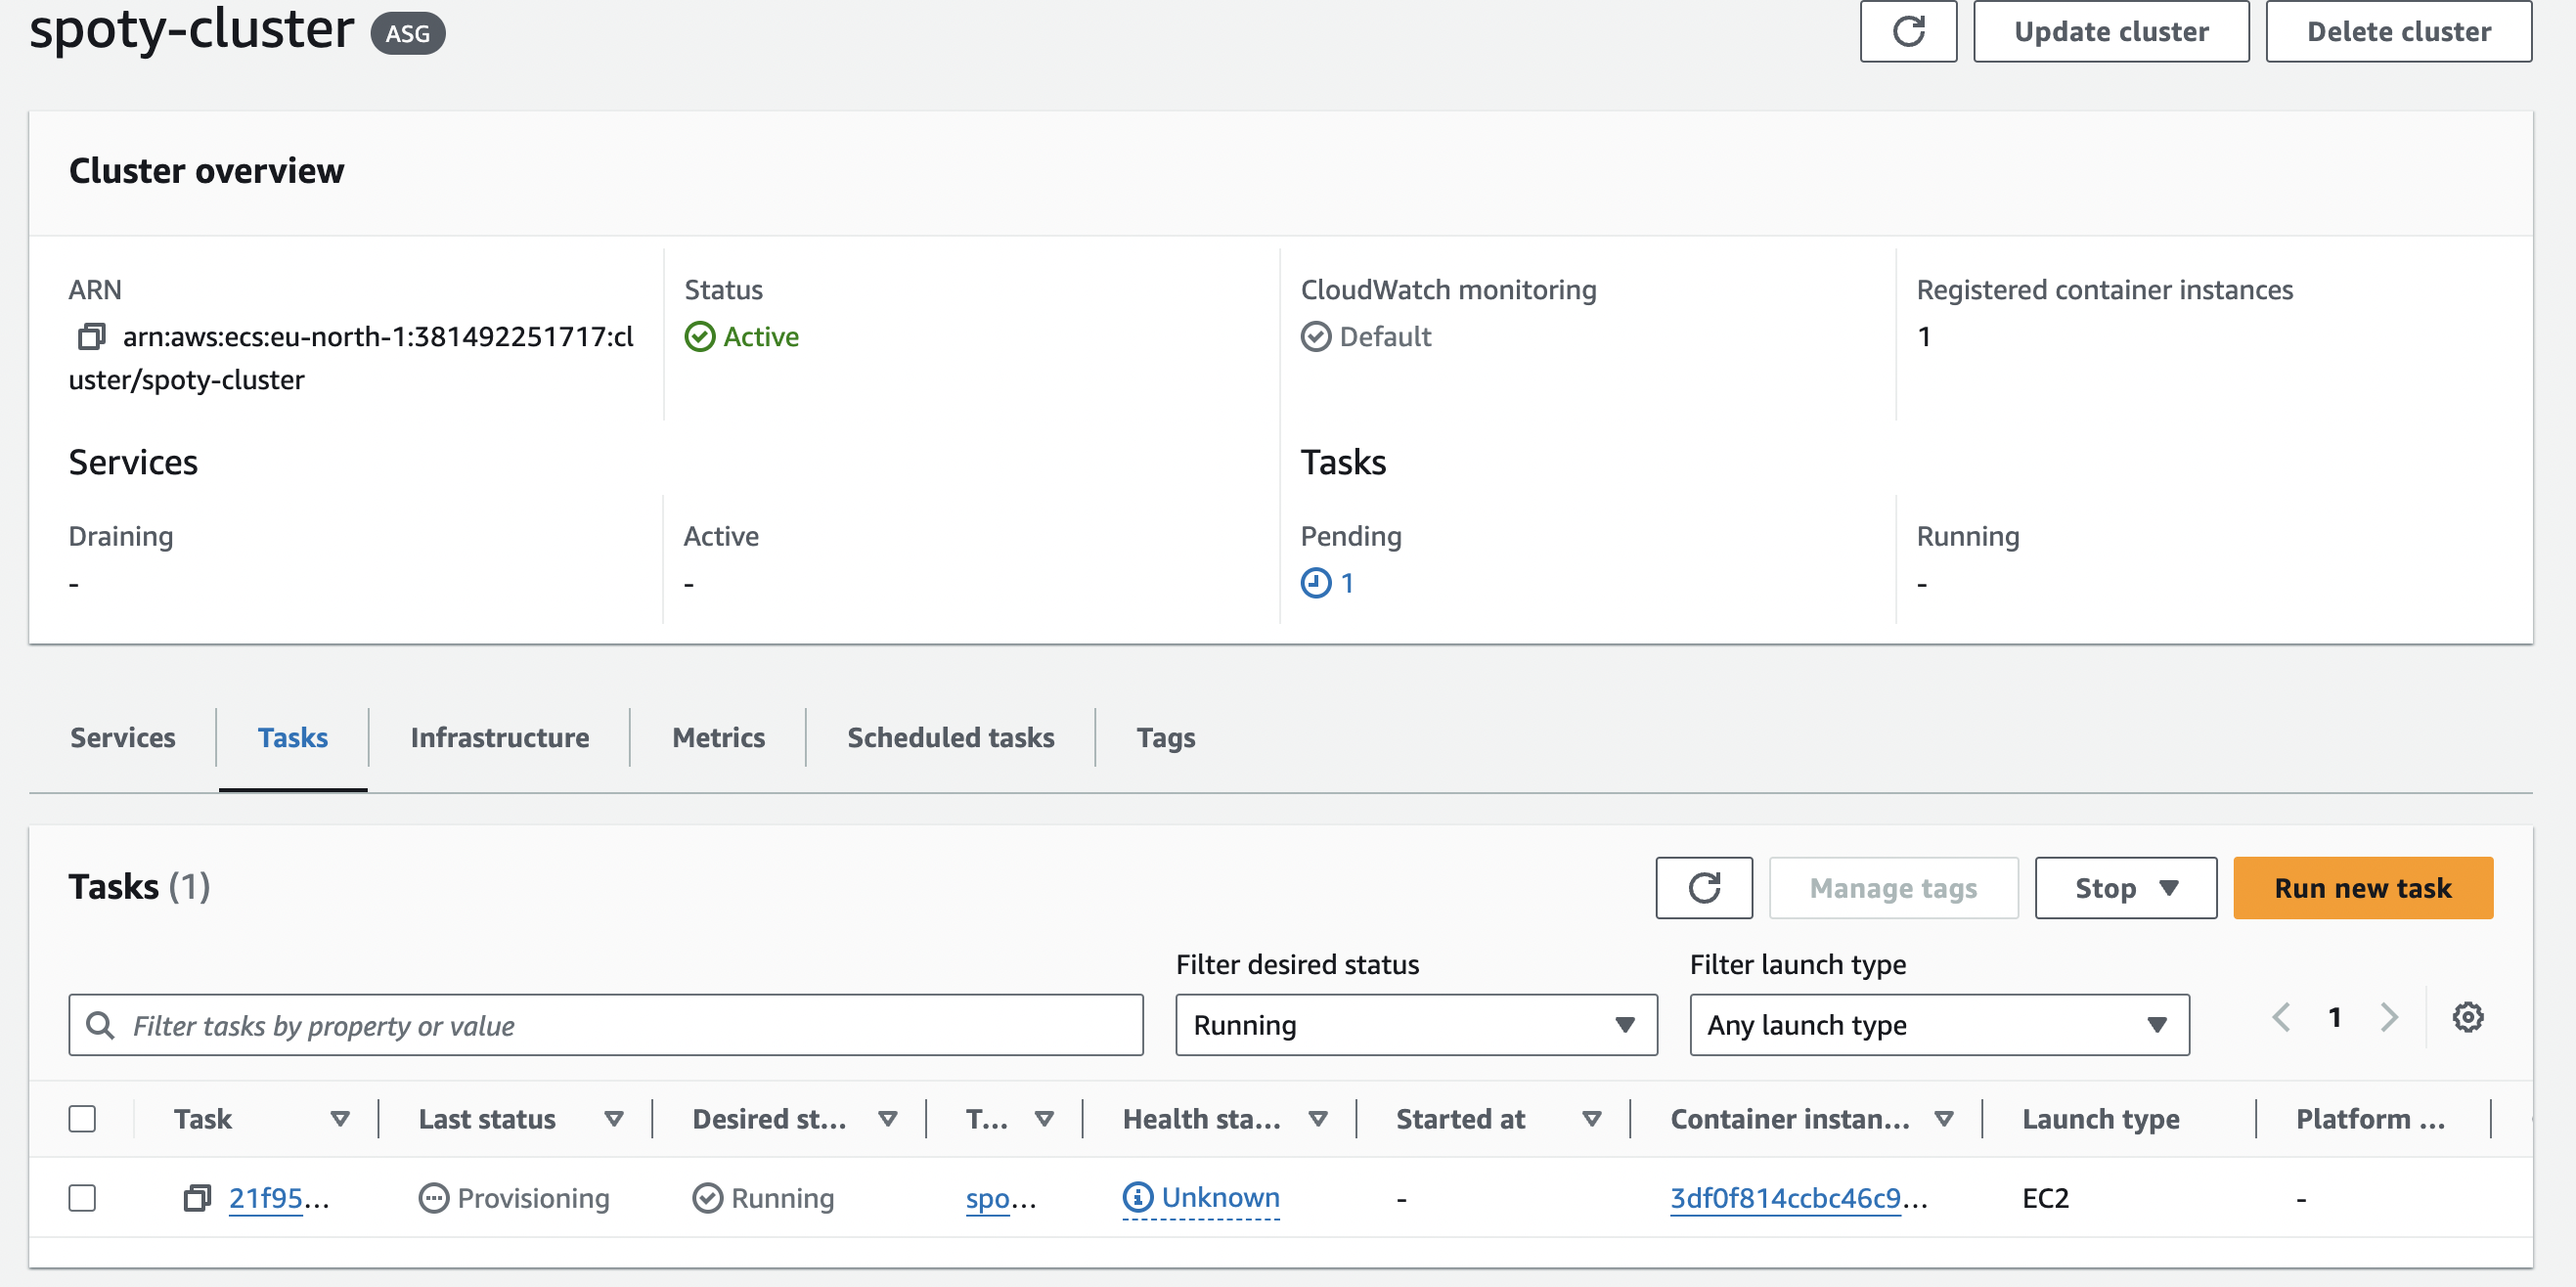 spoty-cluster ASG
Update cluster
Delete cluster
Cluster overview
ARN
arn:aws:ecs:eu-north-1:381492251717:cl
uster/spoty-cluster
Status
Active
CloudWatch monitoring
Default
Registered container instances
1
Services
Tasks
Draining
-
Active
-
Pending
1
Running
-
Services Tasks Infrastructure Metrics Scheduled tasks Tags
Tasks (1)
Manage tags
Stop
Run new task
Filter desired status
Filter launch type
Filter tasks by property or value
Running
Any launch type
1
Task Last status Desired st... T... Health sta... Started at Container instan... Launch type Platform ...
21f95... Provisioning Running spo... Unknown - 3df0f814ccbc46c9... EC2 -